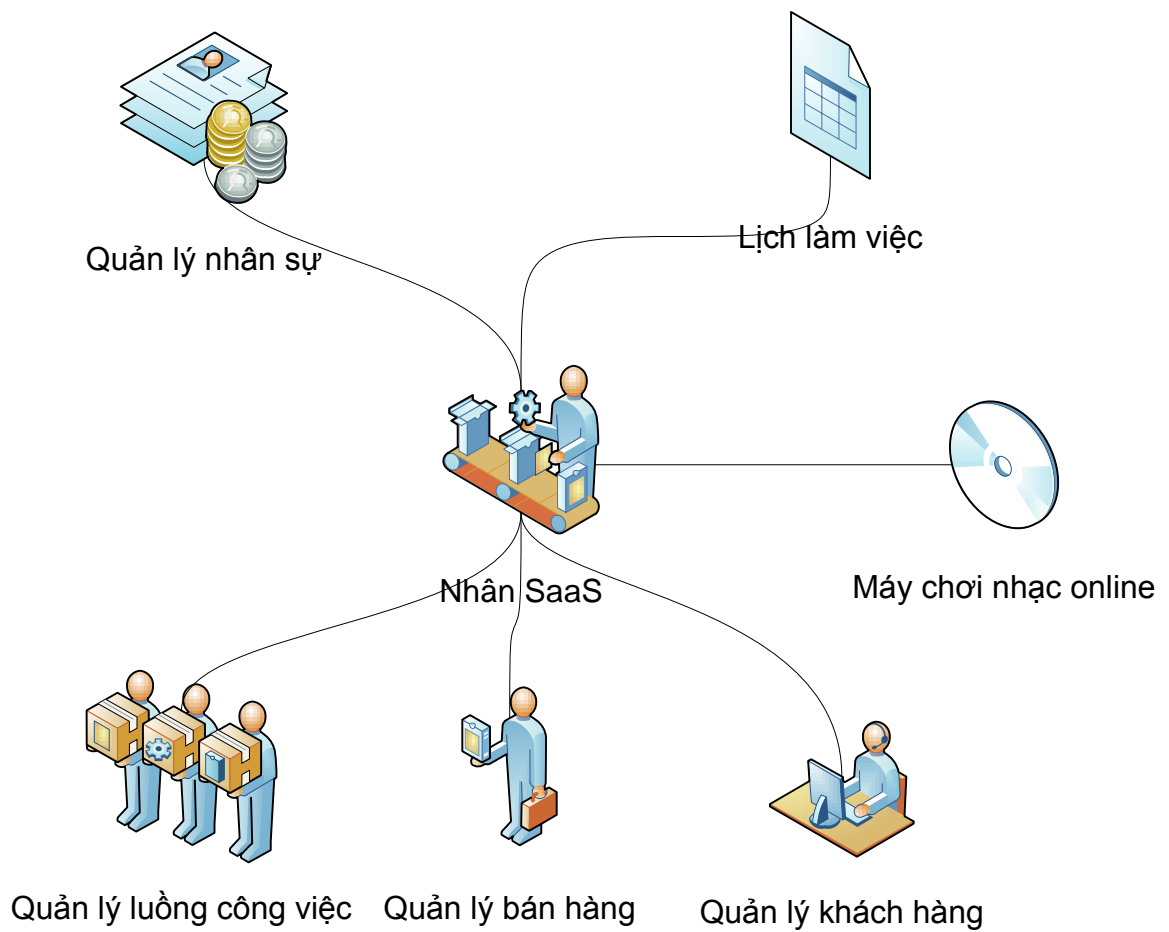 Lịch làm việc
Quản lý nhân sự
Nhân SaaS
Máy chơi nhạc online
Quản lý luồng công việc
Quản lý bán hàng
Quản lý khách hàng